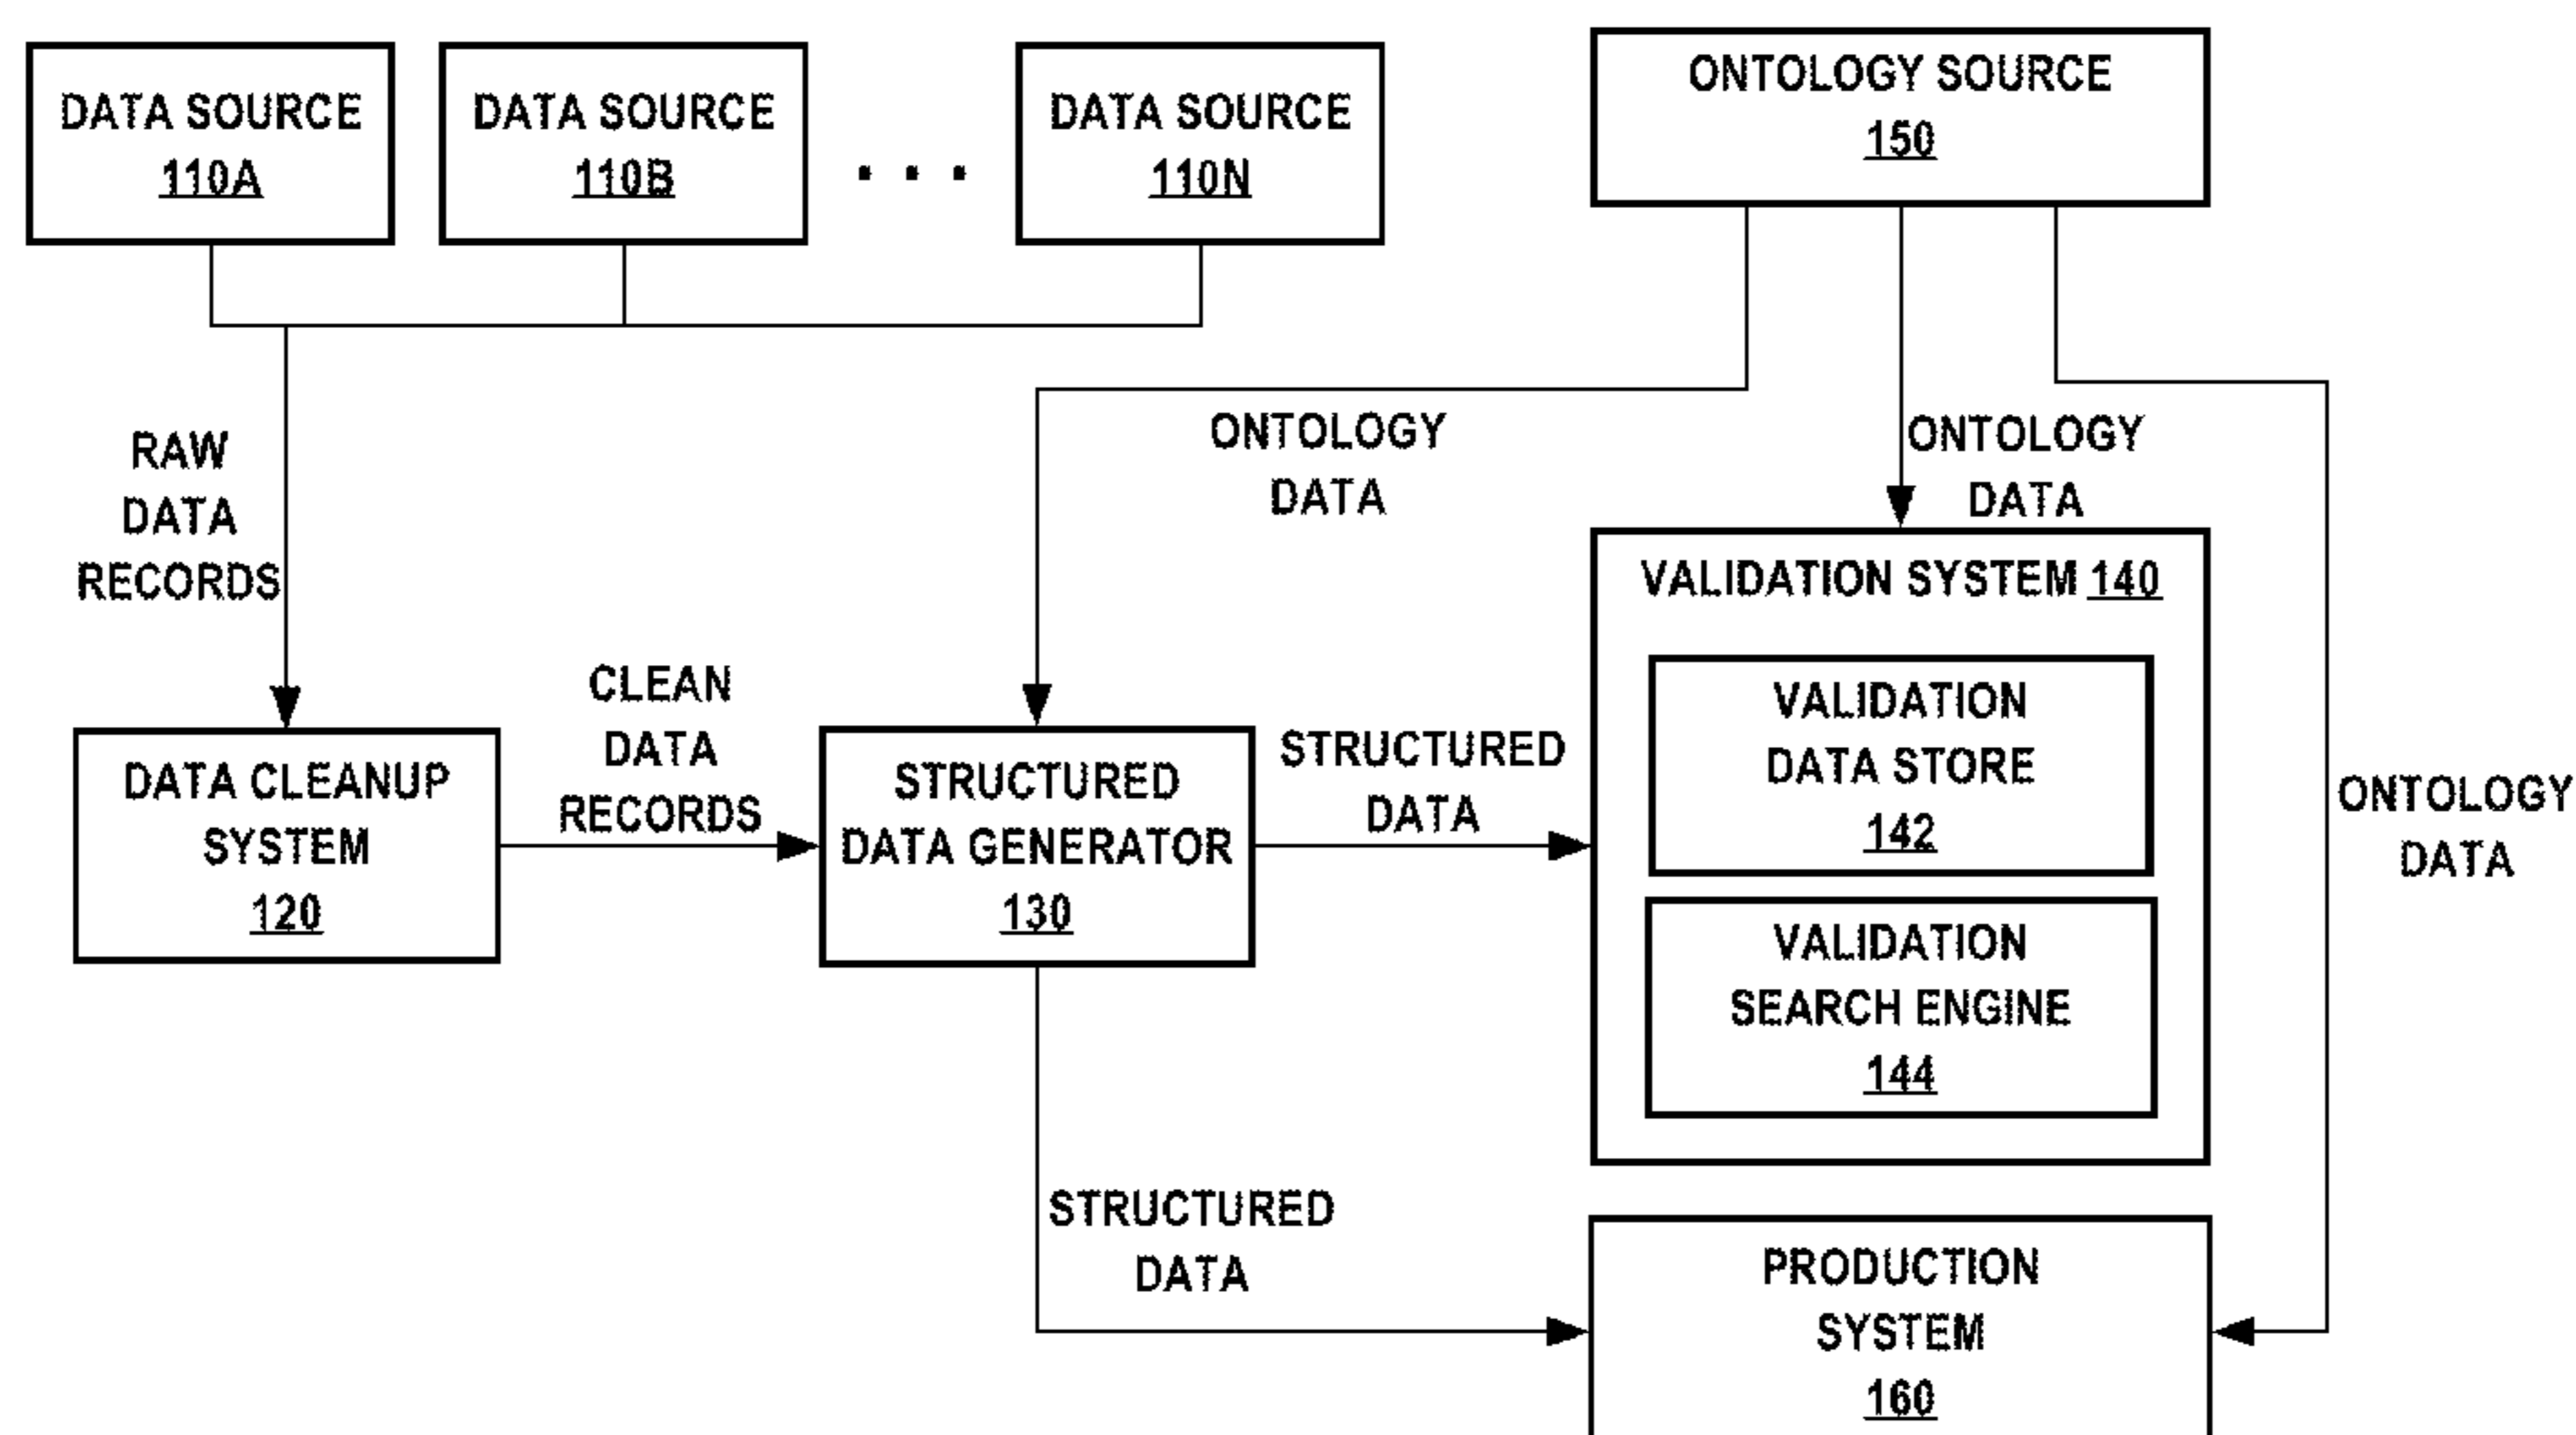 DATA SOURCE
110A
DATA SOURCE
110B
. . .
DATA SOURCE
110N
ONTOLOGY SOURCE
150
RAW
DATA
RECORDS
ONTOLOGY
DATA
ONTOLOGY
DATA
DATA CLEANUP
SYSTEM
120
CLEAN
DATA
RECORDS
STRUCTURED
DATA GENERATOR
130
STRUCTURED
DATA
VALIDATION SYSTEM 140
VALIDATION
DATA STORE
142
VALIDATION
SEARCH ENGINE
144
ONTOLOGY
DATA
STRUCTURED
DATA
PRODUCTION
SYSTEM
160